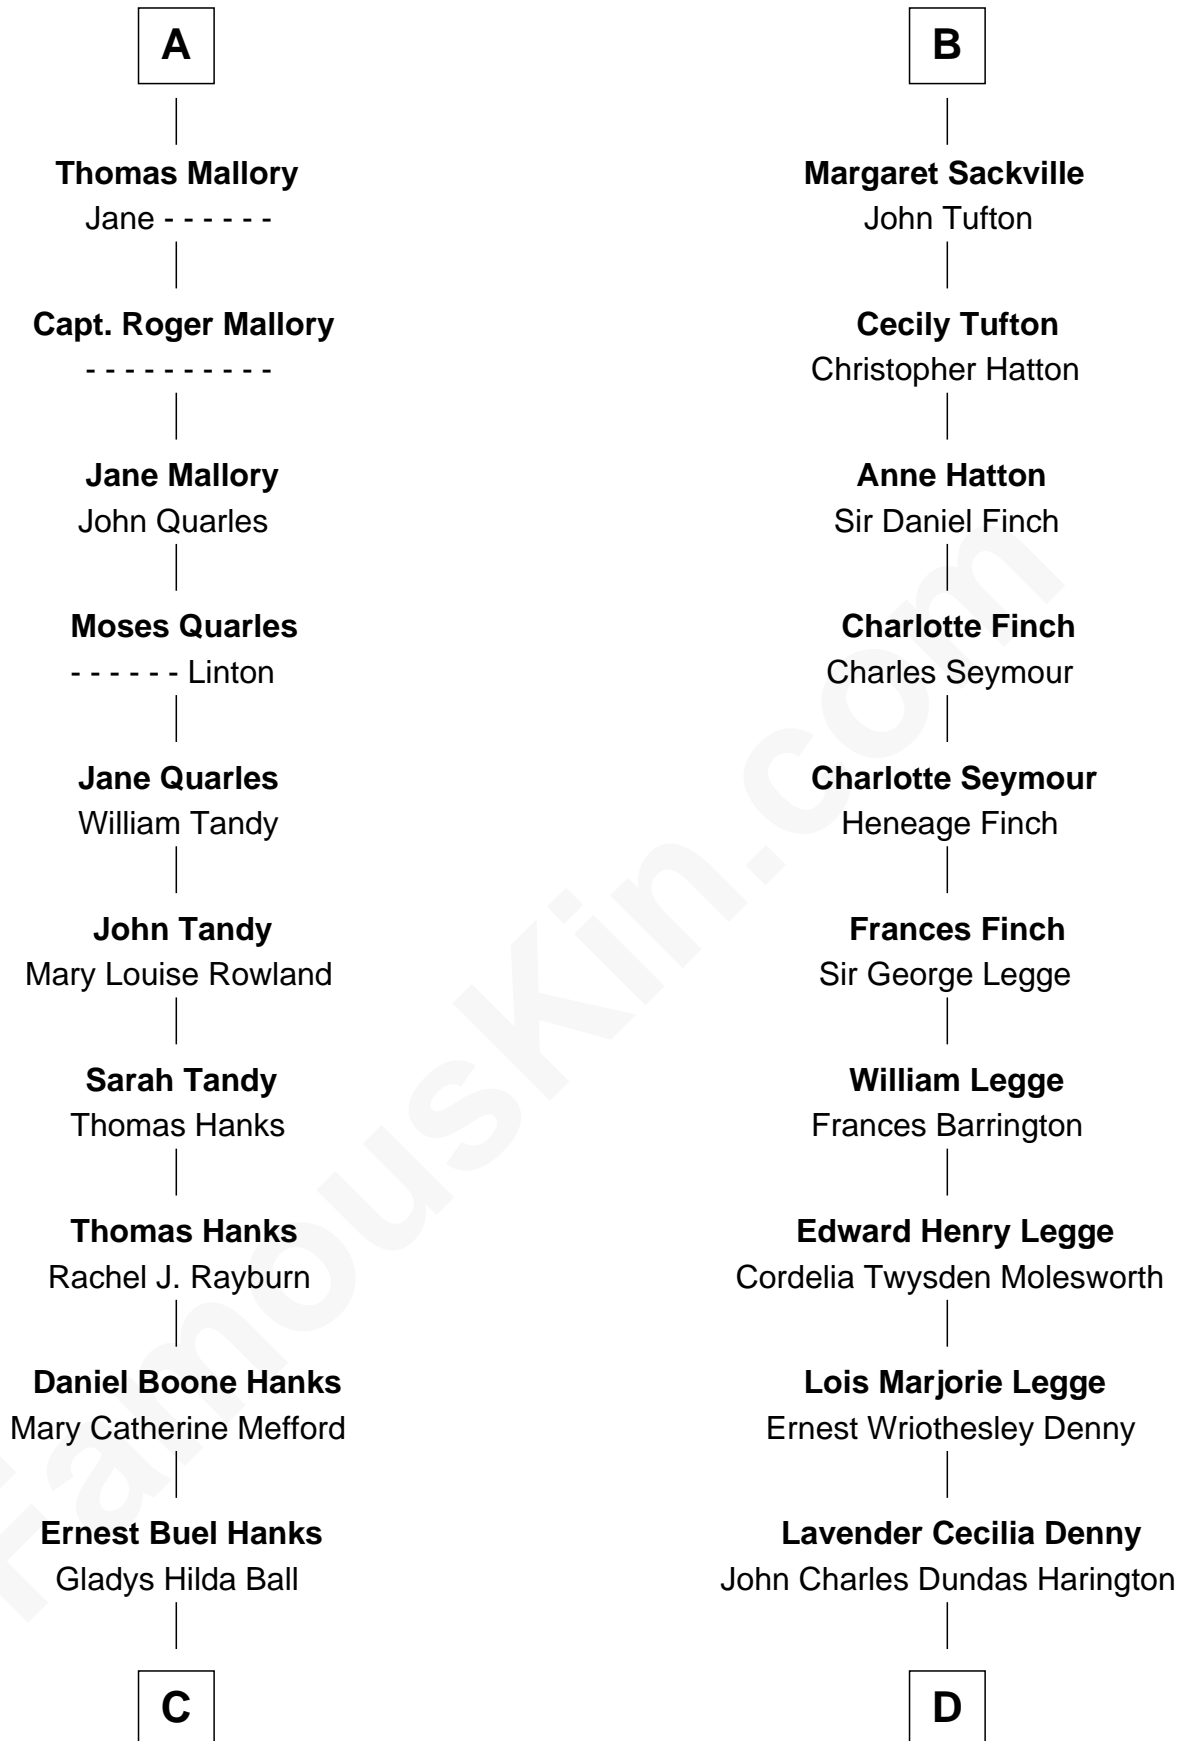 A
Thomas Mallory
Jane - - - - - -
Capt. Roger Mallory
- - - - - - - - - -
Jane Mallory
John Quarles
Moses Quarles
- - - - - - Linton
Jane Quarles
William Tandy
John Tandy
Mary Louise Rowland
Sarah Tandy
Thomas Hanks
Thomas Hanks
Rachel J. Rayburn
Daniel Boone Hanks
Mary Catherine Mefford
Ernest Buel Hanks
Gladys Hilda Ball
C
B
Margaret Sackville
John Tufton
Cecily Tufton
Christopher Hatton
Anne Hatton
Sir Daniel Finch
Charlotte Finch
Charles Seymour
Charlotte Seymour
Heneage Finch
Frances Finch
Sir George Legge
William Legge
Frances Barrington
Edward Henry Legge
Cordelia Twysden Molesworth
Lois Marjorie Legge
Ernest Wriothesley Denny
Lavender Cecilia Denny
John Charles Dundas Harington
D
FamousKin.com